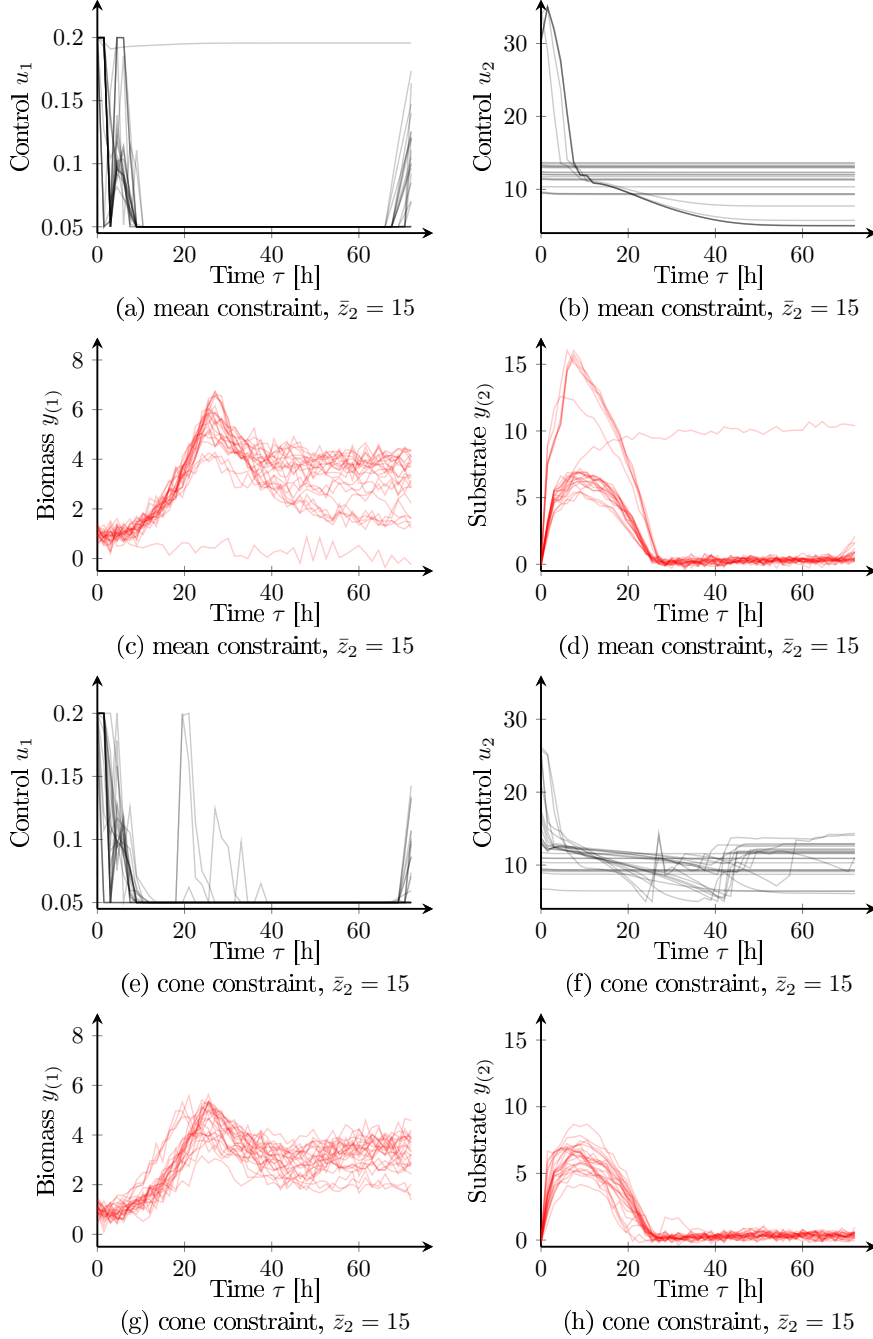 Control u₁
0.2
0.15
0.1
0.05
0 20 40 60
Time τ [h]
(a) mean constraint, z̄₂ = 15
Control u₂
30
20
10
0 20 40 60
Time τ [h]
(b) mean constraint, z̄₂ = 15
Biomass y₍₁₎
8
6
4
2
0
0 20 40 60
Time τ [h]
(c) mean constraint, z̄₂ = 15
Substrate y₍₂₎
15
10
5
0
0 20 40 60
Time τ [h]
(d) mean constraint, z̄₂ = 15
Control u₁
0.2
0.15
0.1
0.05
0 20 40 60
Time τ [h]
(e) cone constraint, z̄₂ = 15
Control u₂
30
20
10
0 20 40 60
Time τ [h]
(f) cone constraint, z̄₂ = 15
Biomass y₍₁₎
8
6
4
2
0
0 20 40 60
Time τ [h]
(g) cone constraint, z̄₂ = 15
Substrate y₍₂₎
15
10
5
0
0 20 40 60
Time τ [h]
(h) cone constraint, z̄₂ = 15